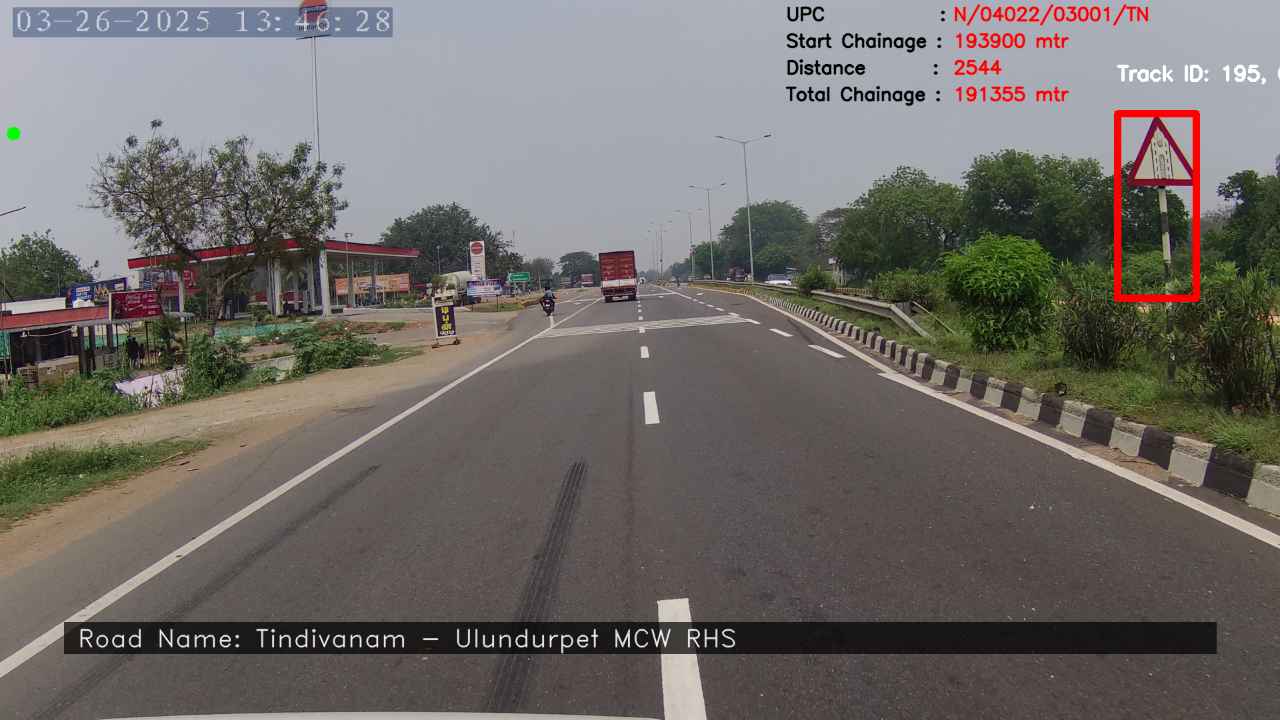 03-26-2025 13:46:28
UPC : N/04022/03001/TN
Start Chainage : 193900 mtr
Distance : 2544
Total Chainage : 191355 mtr
Track ID: 195,
Road Name: Tindivanam - Ulundurpet MCW RHS